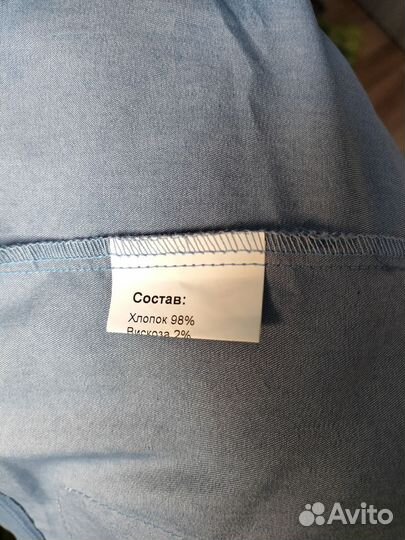 Состав:
Хлопок 98%
Вискоза 2%
Avito